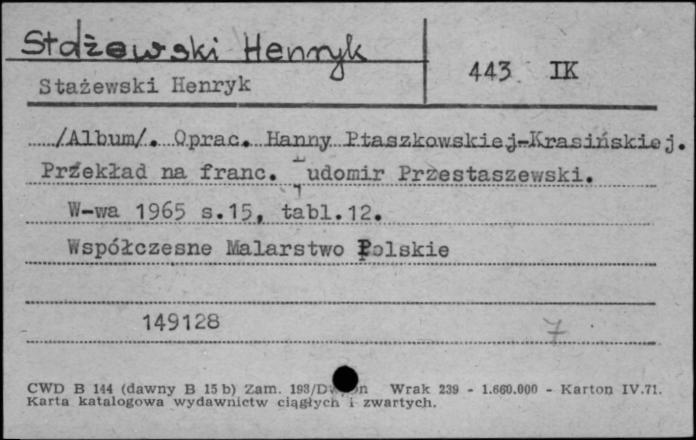 Stażewski Henryk
443 IK
Stażewski Henryk
/Album/. Oprac. Hanny Ptaszkowskiej-Krasińskiej.
Przekład na franc. udomir Przestaszewski.
W-wa 1965 s.15, tabl.12.
Współczesne Malarstwo Polskie
149128
7
CWD B 144 (dawny B 15 b) Zam. 193/ Wrak 239 - 1.660.000 - Karton IV.71.
Karta katalogowa wydawnictw ciągłych i zwartych.